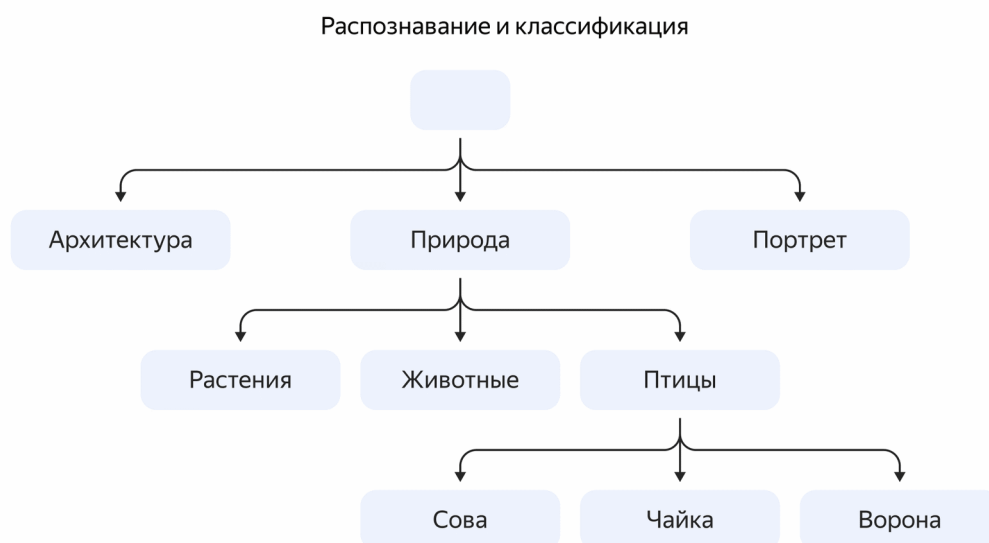 Распознавание и классификация
Архитектура
Природа
Портрет
Растения
Животные
Птицы
Сова
Чайка
Ворона